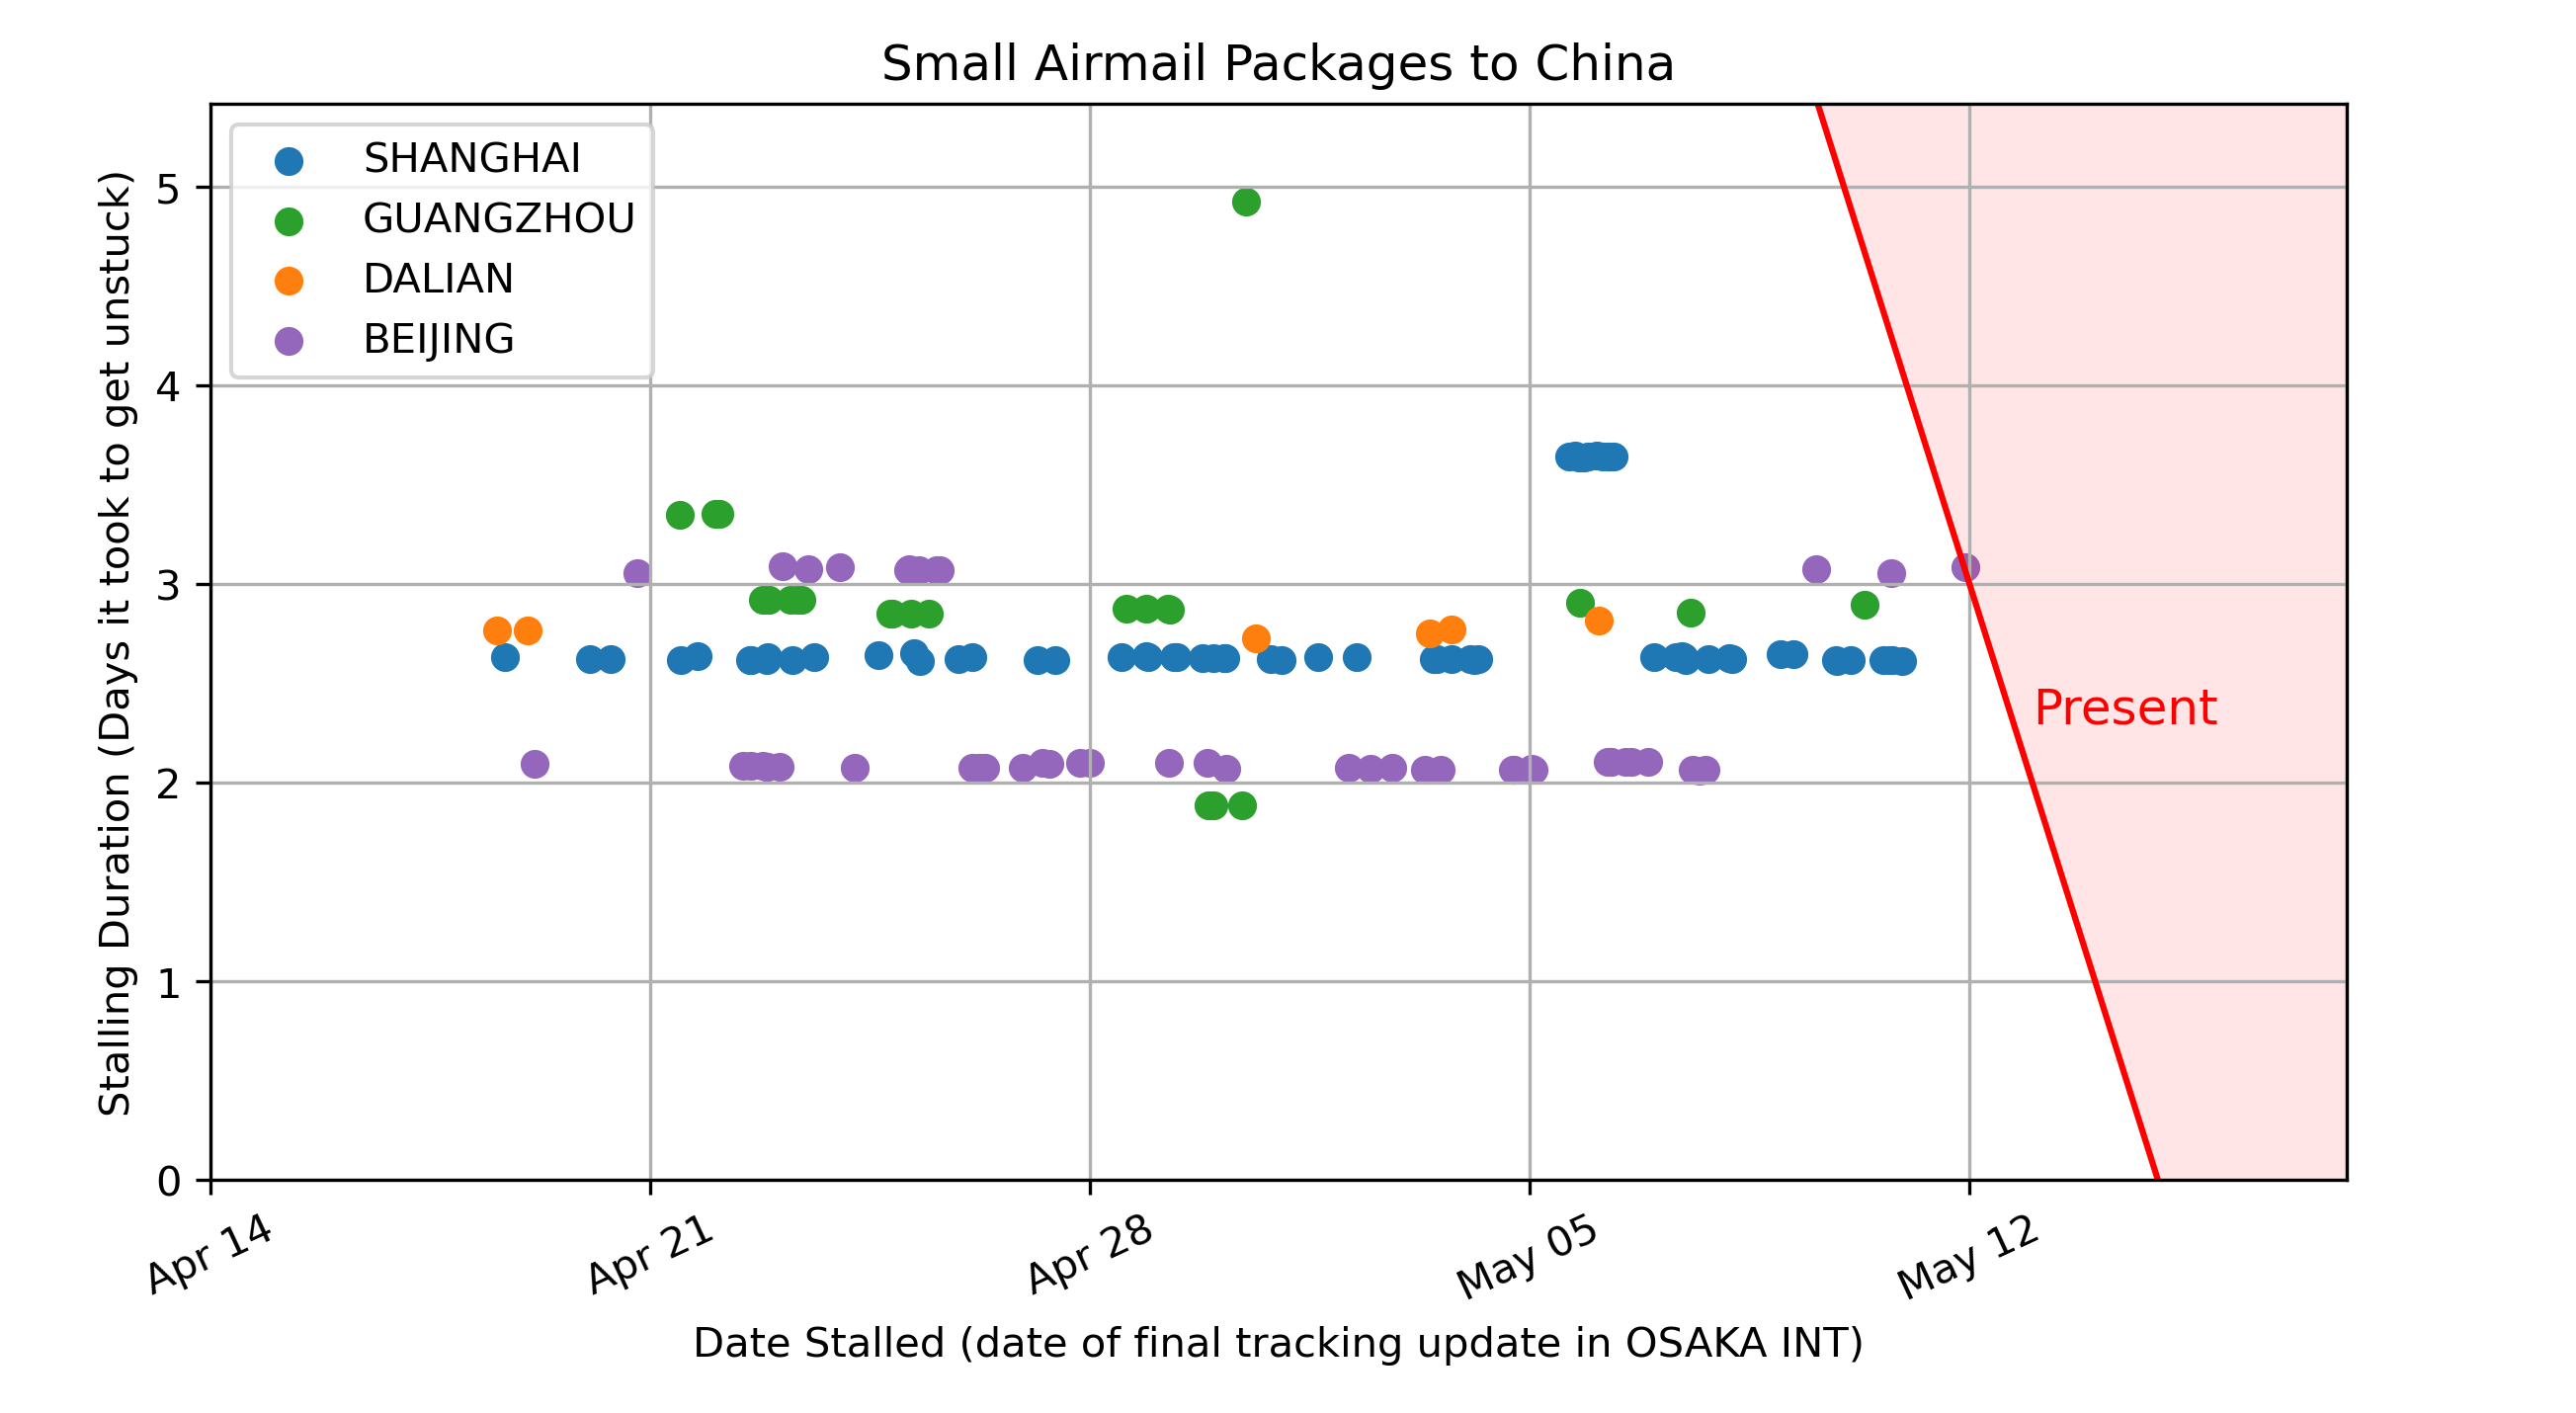 Small Airmail Packages to China
SHANGHAI
GUANGZHOU
DALIAN
BEIJING
Stalling Duration (Days it took to get unstuck)
5
4
3
2
1
0
Present
Apr 14
Apr 21
Apr 28
May 05
May 12
Date Stalled (date of final tracking update in OSAKA INT)